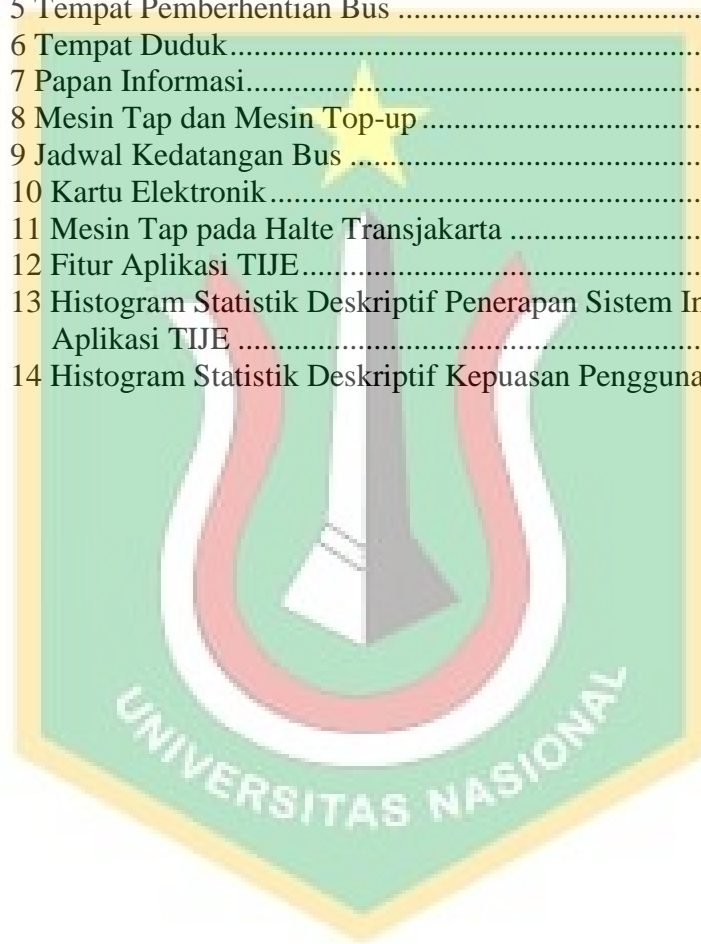 5 Tempat Pemberhentian Bus ....................................
6 Tempat Duduk.........................................................
7 Papan Informasi.......................................................
8 Mesin Tap dan Mesin Top-up ..................................
9 Jadwal Kedatangan Bus ..........................................
10 Kartu Elektronik....................................................
11 Mesin Tap pada Halte Transjakarta .......................
12 Fitur Aplikasi TIJE................................................
13 Histogram Statistik Deskriptif Penerapan Sistem
Aplikasi TIJE ........................................................
14 Histogram Statistik Deskriptif Kepuasan Pengguna
UNIVERSITAS NASIONAL